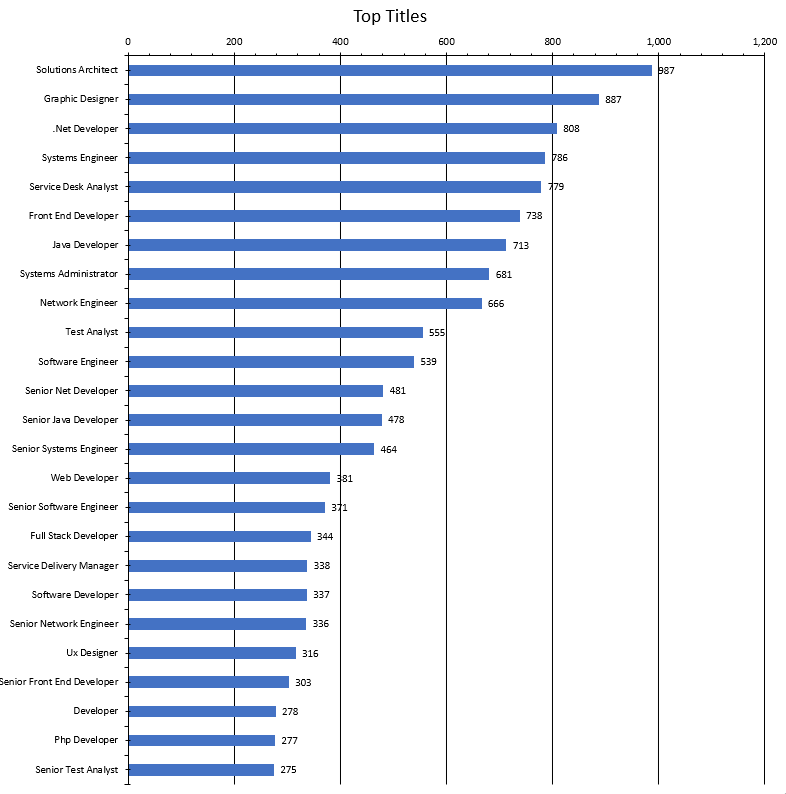 Top Titles
0 200 400 600 800 1,000 1,200
Solutions Architect 987
Graphic Designer 887
.Net Developer 808
Systems Engineer 786
Service Desk Analyst 779
Front End Developer 738
Java Developer 713
Systems Administrator 681
Network Engineer 666
Test Analyst 555
Software Engineer 539
Senior Net Developer 481
Senior Java Developer 478
Senior Systems Engineer 464
Web Developer 381
Senior Software Engineer 371
Full Stack Developer 344
Service Delivery Manager 338
Software Developer 337
Senior Network Engineer 336
Ux Designer 316
Senior Front End Developer 303
Developer 278
Php Developer 277
Senior Test Analyst 275